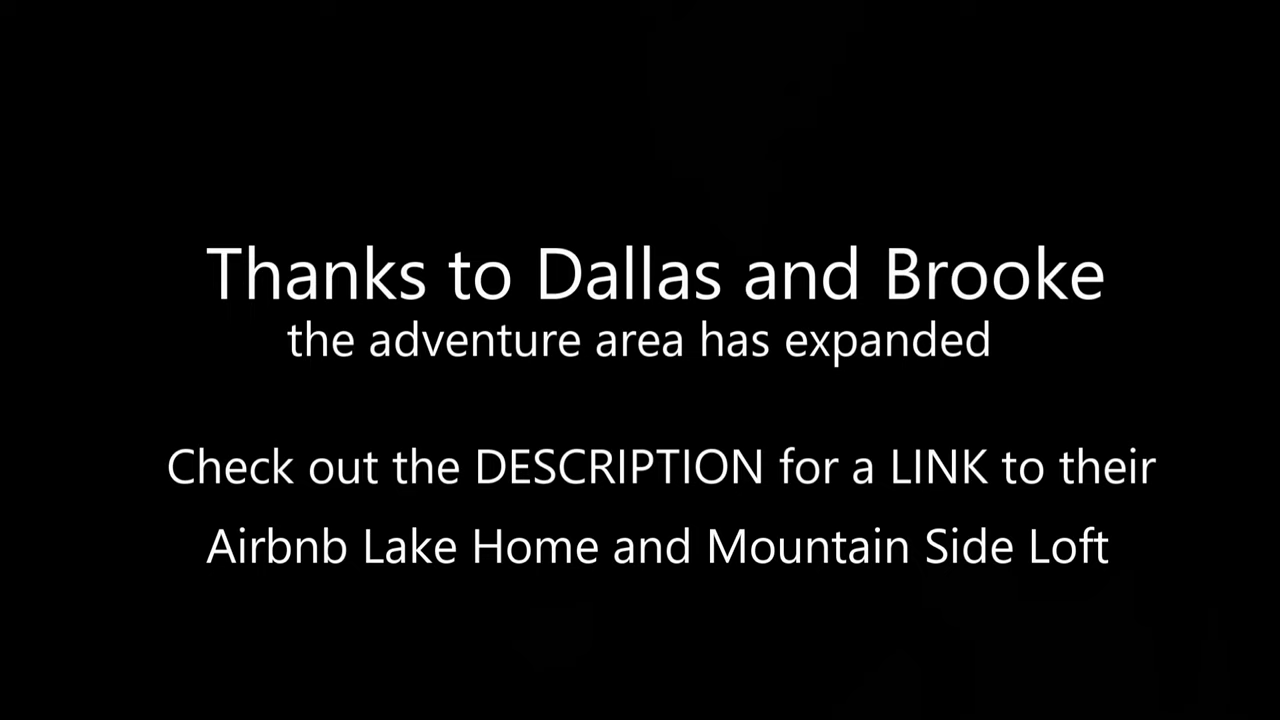 Thanks to Dallas and Brooke
the adventure area has expanded
Check out the DESCRIPTION for a LINK to their
Airbnb Lake Home and Mountain Side Loft